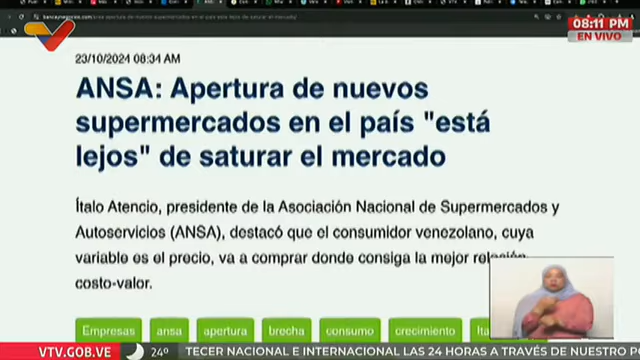 08:11 PM
EN VIVO
23/10/2024 08:34 AM
ANSA: Apertura de nuevos
supermercados en el país "está
lejos" de saturar el mercado
Ítalo Atencio, presidente de la Asociación Nacional de Supermercados y
Autoservicios (ANSA), destacó que el consumidor venezolano, cuya
variable es el precio, va a comprar donde consiga la mejor relación
costo-valor.
Empresas ansa apertura brecha consumo crecimiento
VTV.GOB.VE 24° TECER NACIONAL E INTERNACIONAL LAS 24 HORAS A TRAVÉS DE NUESTRO